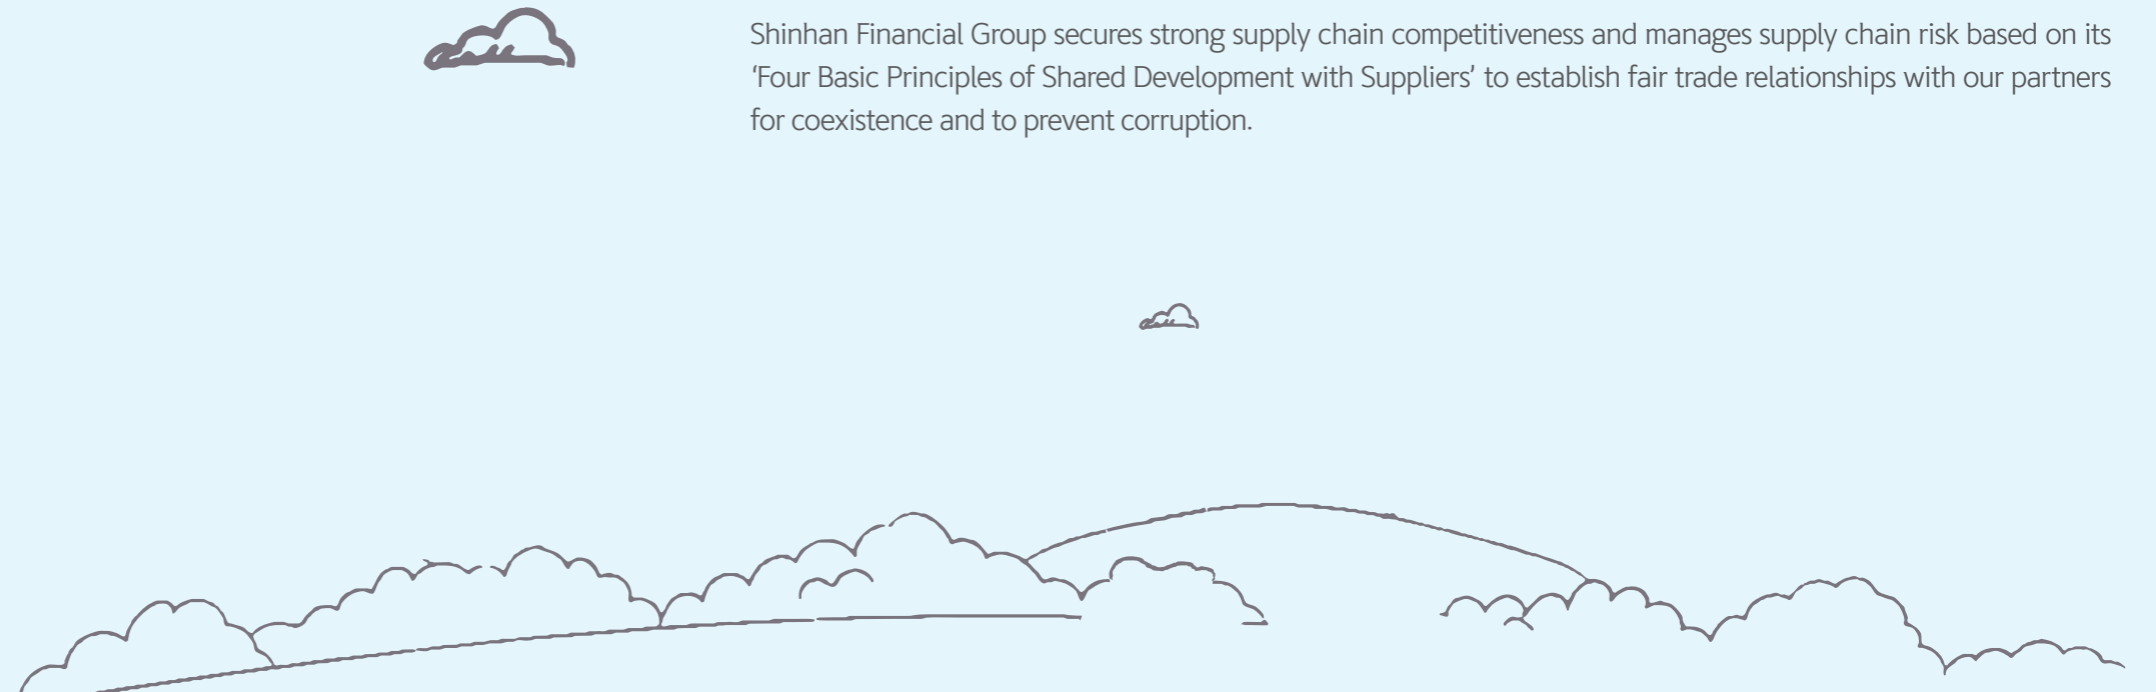 Shinhan Financial Group secures strong supply chain competitiveness and manages supply chain risk based on its
‘Four Basic Principles of Shared Development with Suppliers’ to establish fair trade relationships with our partners
for coexistence and to prevent corruption.